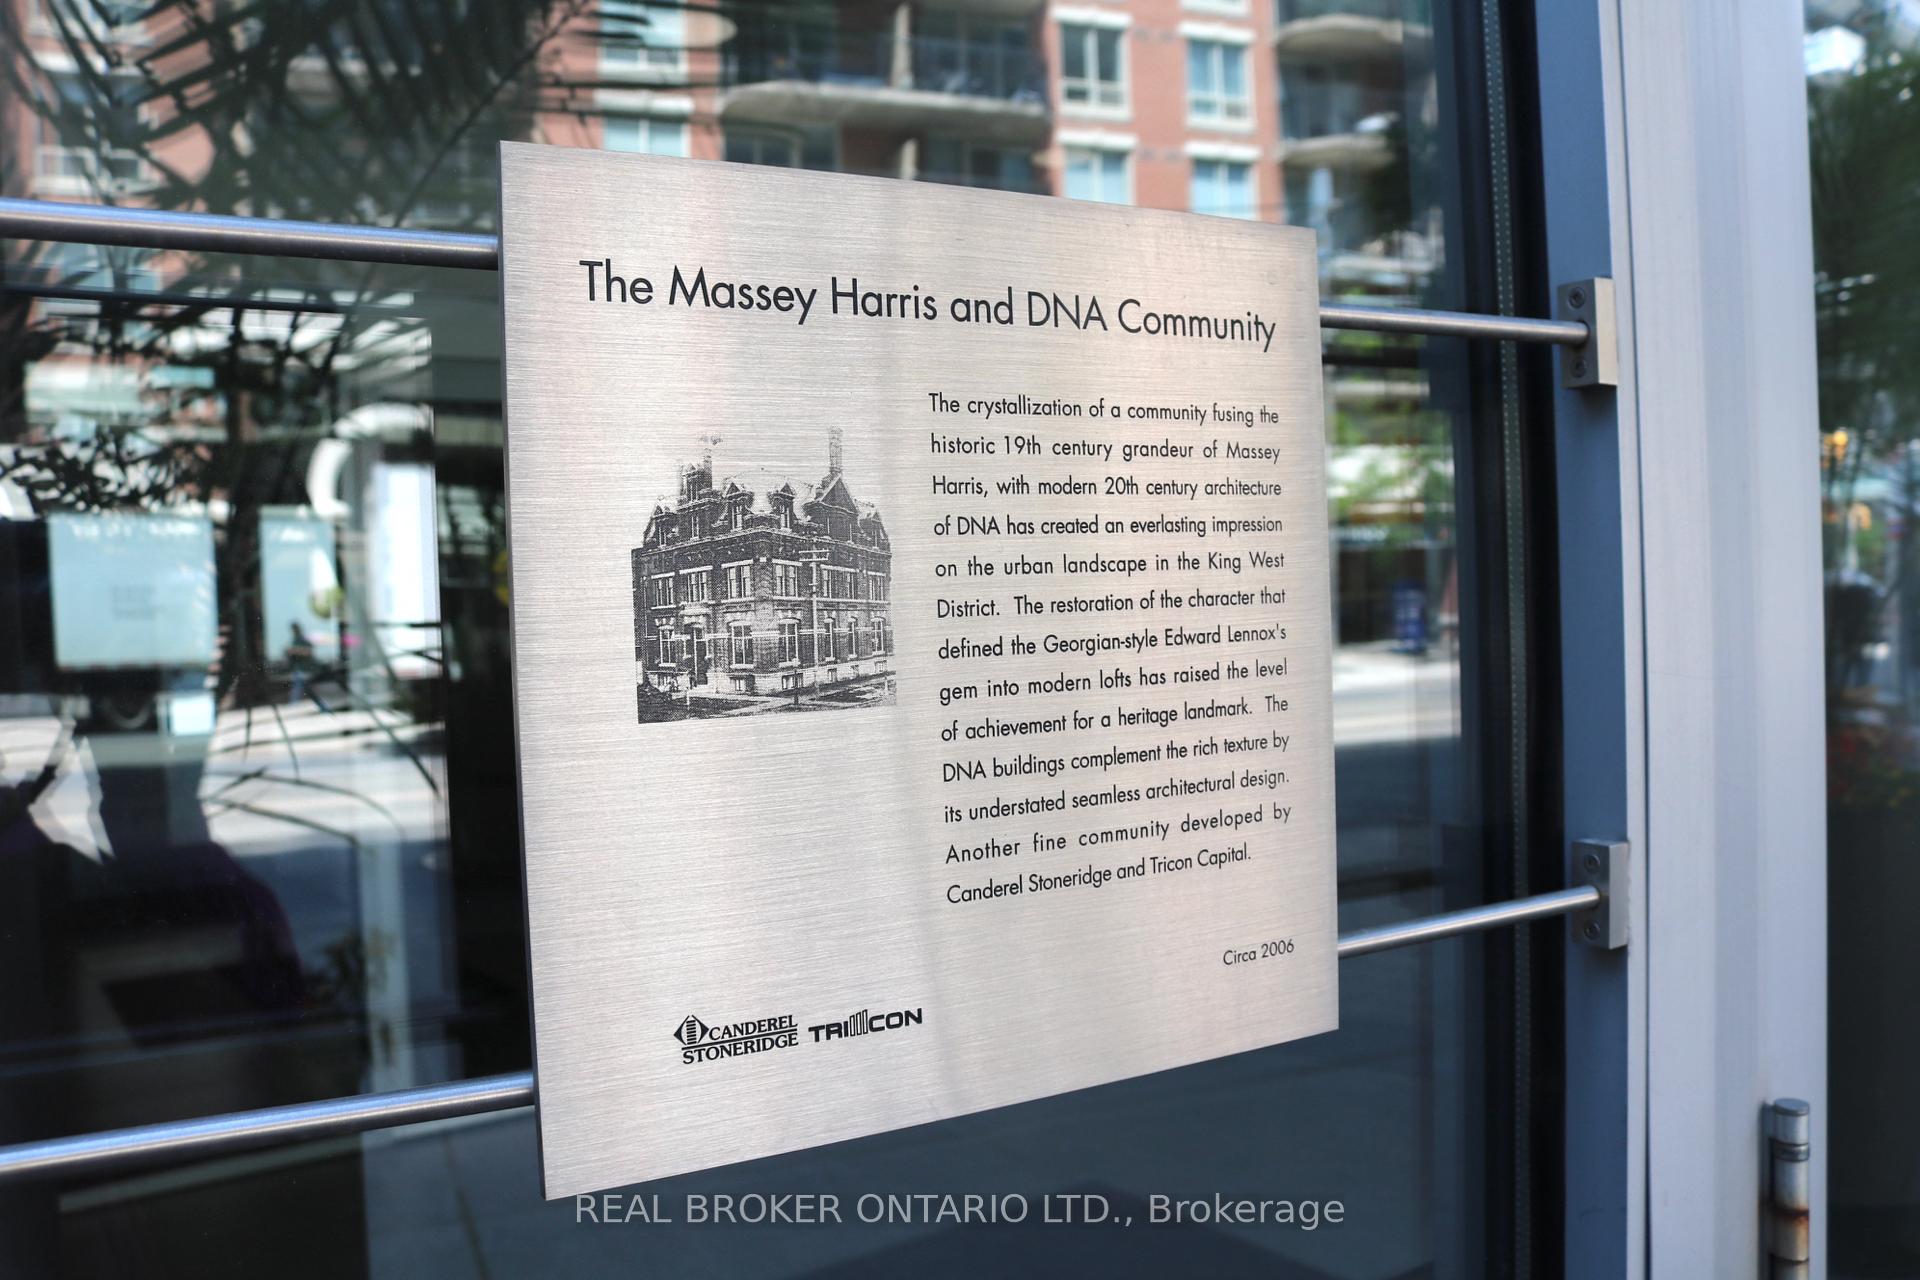 The Massey Harris and DNA Community
The crystallization of a community fusing the
historic 19th century grandeur of Massey
Harris, with modern 20th century architecture
of DNA has created an everlasting impression
on the urban landscape in the King West
District. The restoration of the character that
defined the Georgian-style Edward Lennox's
gem into modern lofts has raised the level
of achievement for a heritage landmark. The
DNA buildings complement the rich texture by
its understated seamless architectural design.
Another fine community developed by
Canderel Stoneridge and Tricon Capital.
Circa 2006
CANDEREL
STONERIDGE
TRICON
REAL BROKER ONTARIO LTD., Brokerage